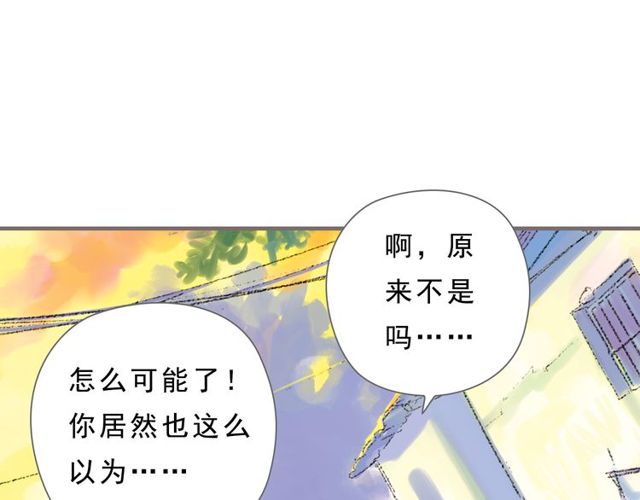 啊，原
来不是
吗……
怎么可能了！
你居然也这么
以为……